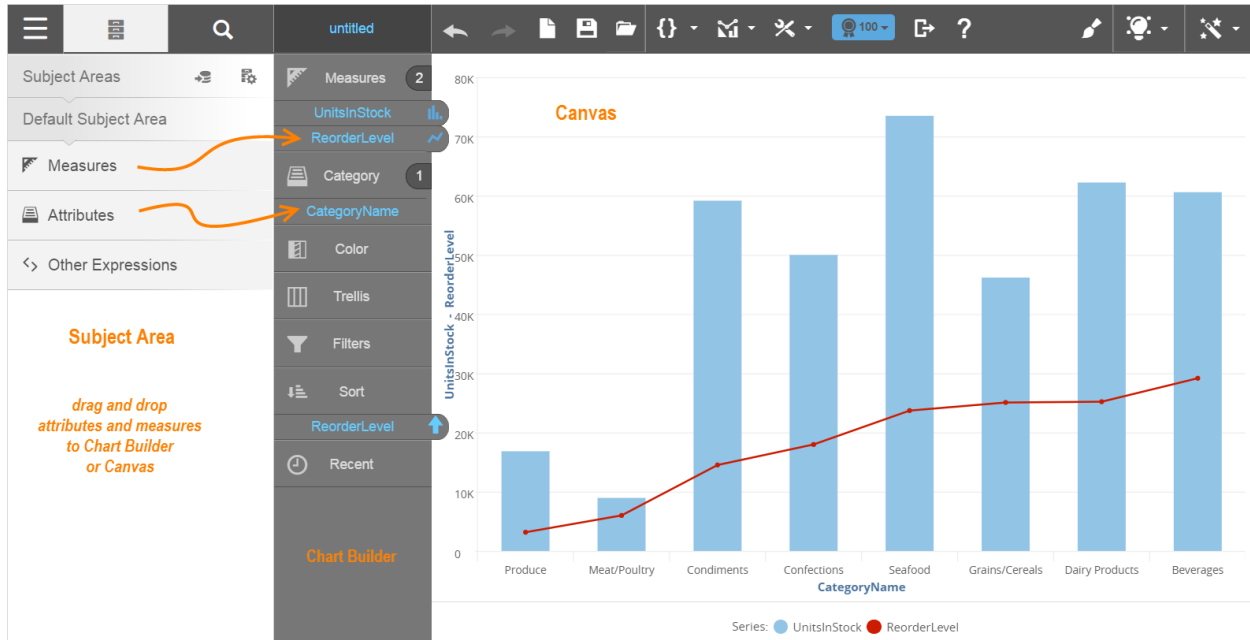 untitled
100
Subject Areas
Default Subject Area
Measures
Attributes
Other Expressions
Subject Area
drag and drop
attributes and measures
to Chart Builder
or Canvas
Measures 2
UnitsInStock
ReorderLevel
Category 1
CategoryName
Color
Trellis
Filters
Sort
ReorderLevel
Recent
Chart Builder
Canvas
UnitsInStock - ReorderLevel
80K
70K
60K
50K
40K
30K
20K
10K
0
Produce Meat/Poultry Condiments Confections Seafood Grains/Cereals Dairy Products Beverages
CategoryName
Series: UnitsInStock ReorderLevel